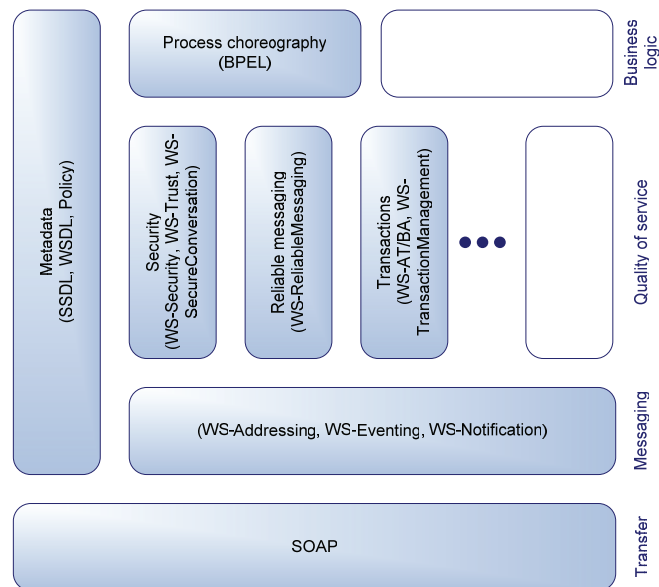 Process choreography
(BPEL)
Business
logic
Metadata
(SSDL, WSDL, Policy)
Security
(WS-Security, WS-Trust, WS-
SecureConversation)
Reliable messaging
(WS-ReliableMessaging)
Transactions
(WS-AT/BA, WS-
TransactionManagement)
Quality of service
(WS-Addressing, WS-Eventing, WS-Notification)
Messaging
SOAP
Transfer